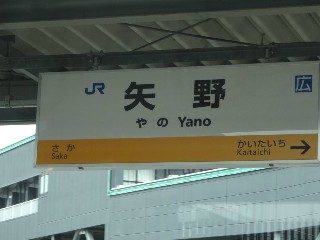 JR 矢野 広
やの Yano
さか かいたいち →
Saka Kaitaichi